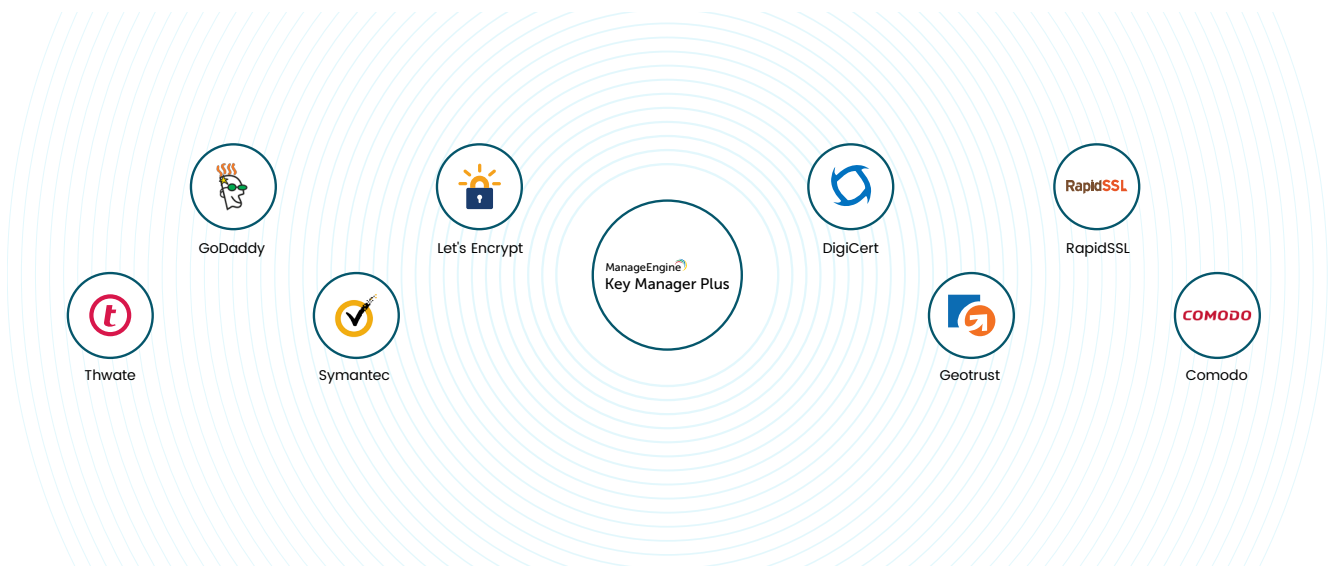 GoDaddy
Let's Encrypt
ManageEngine
Key Manager Plus
DigiCert
RapidSSL
RapidSSL
Thwate
t
Symantec
Geotrust
COMODO
Comodo